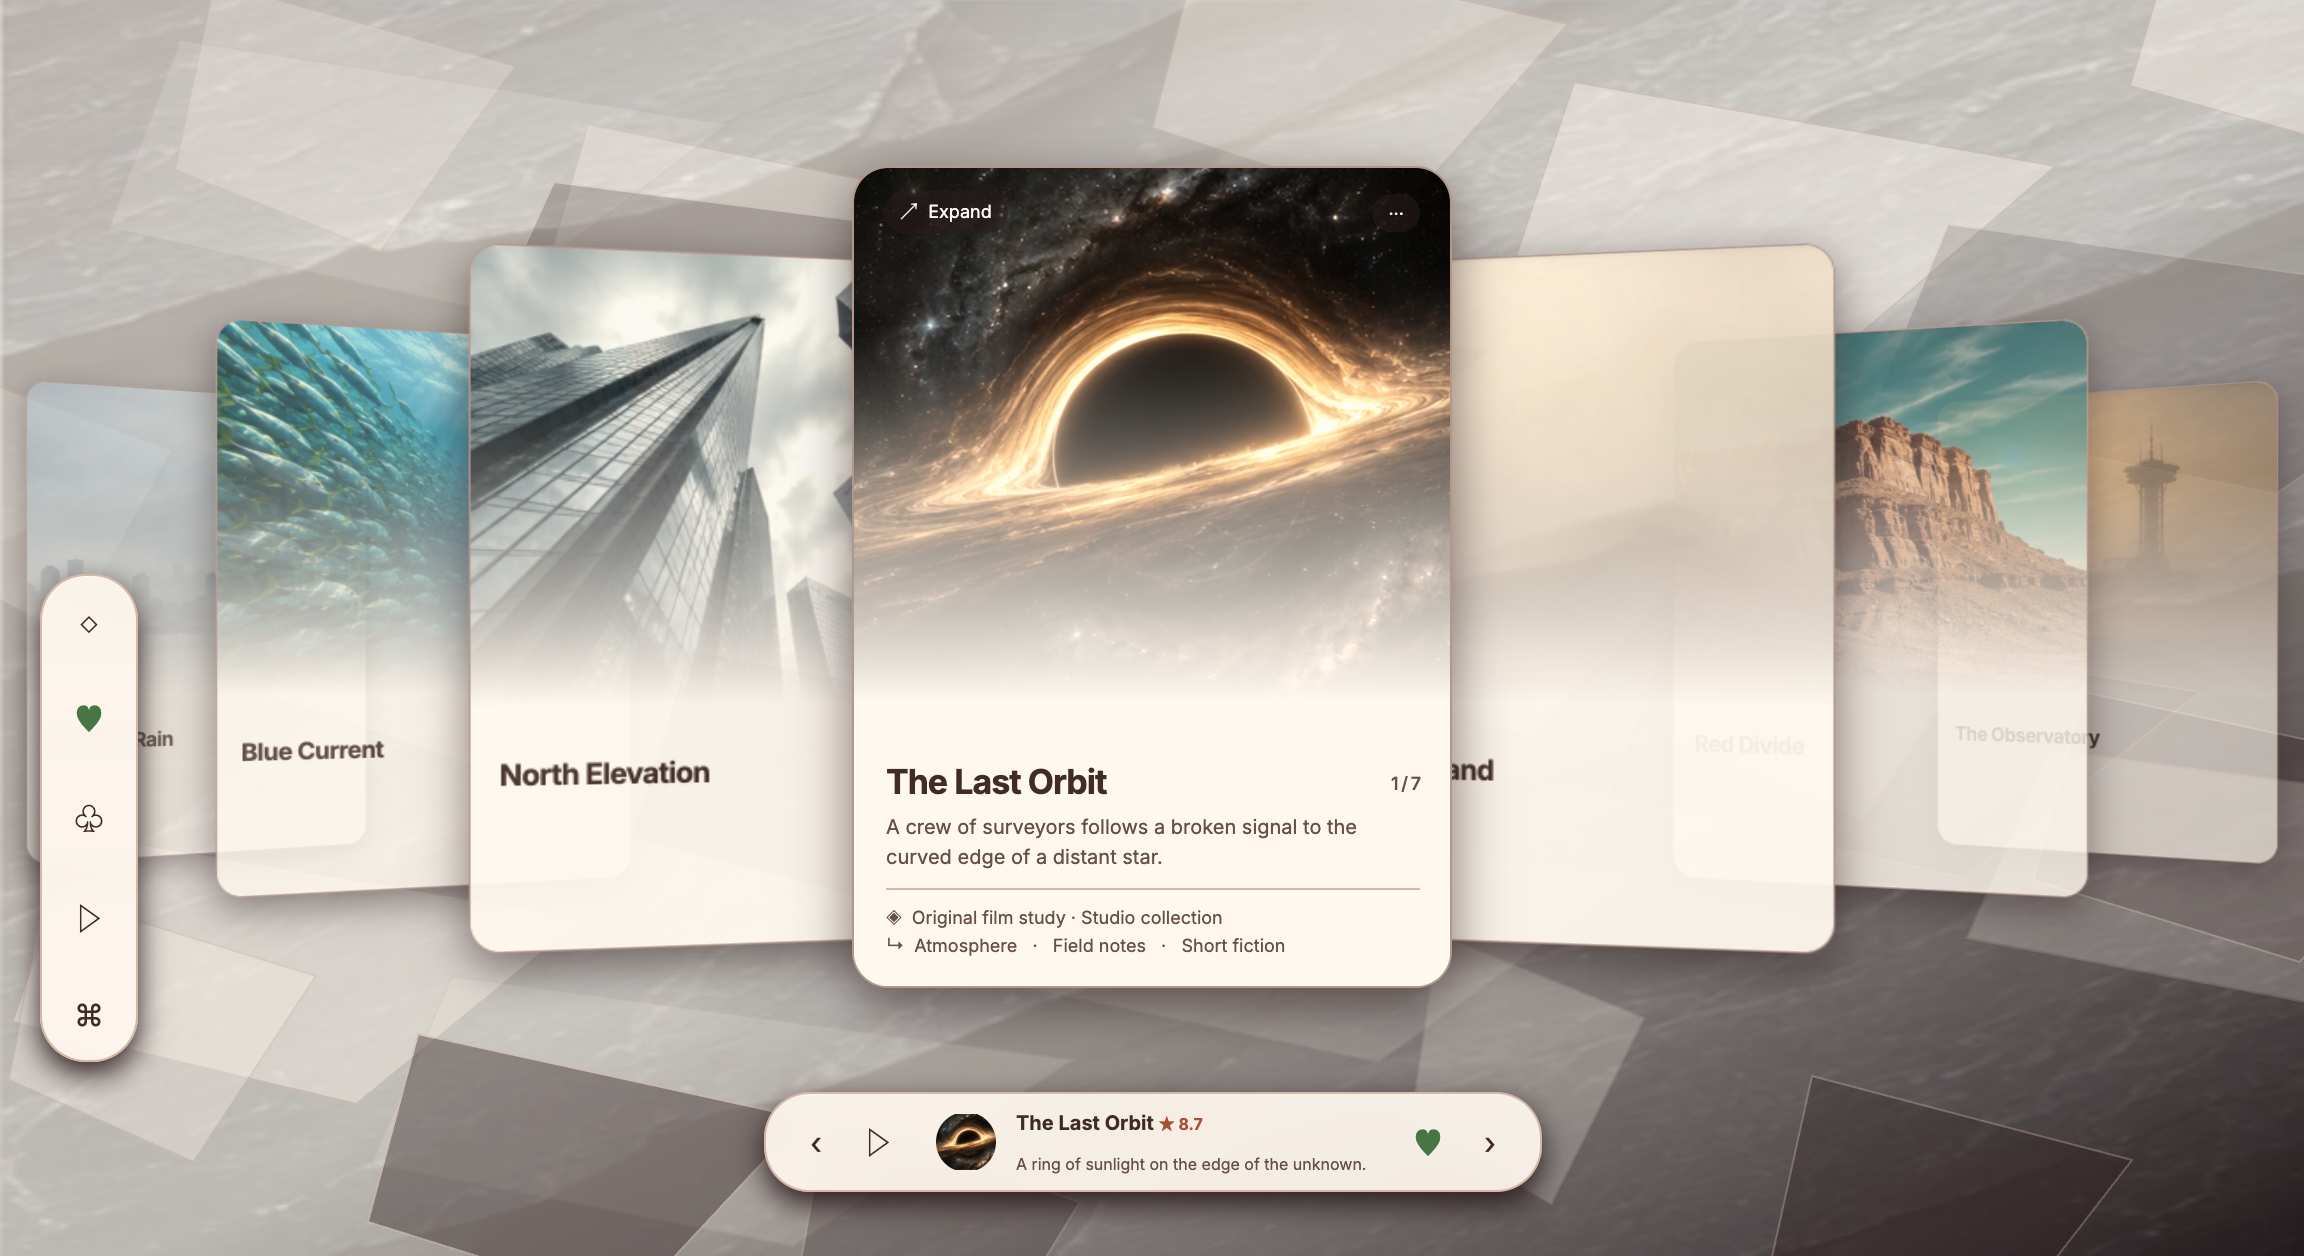 Expand
...
Rain
Blue Current
North Elevation
The Last Orbit
1/7
A crew of surveyors follows a broken signal to the
curved edge of a distant star.
Original film study · Studio collection
Atmosphere · Field notes · Short fiction
and
Red Divide
The Observatory
The Last Orbit ★ 8.7
A ring of sunlight on the edge of the unknown.